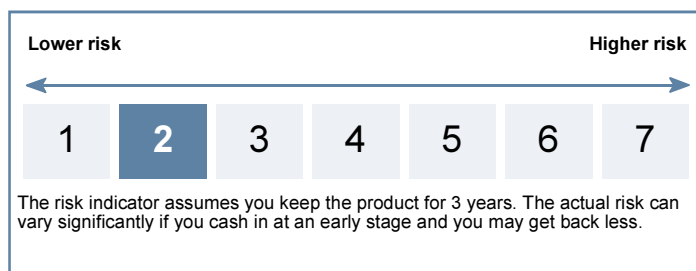 Lower risk Higher risk
1 2 3 4 5 6 7
The risk indicator assumes you keep the product for 3 years. The actual risk can
vary significantly if you cash in at an early stage and you may get back less.